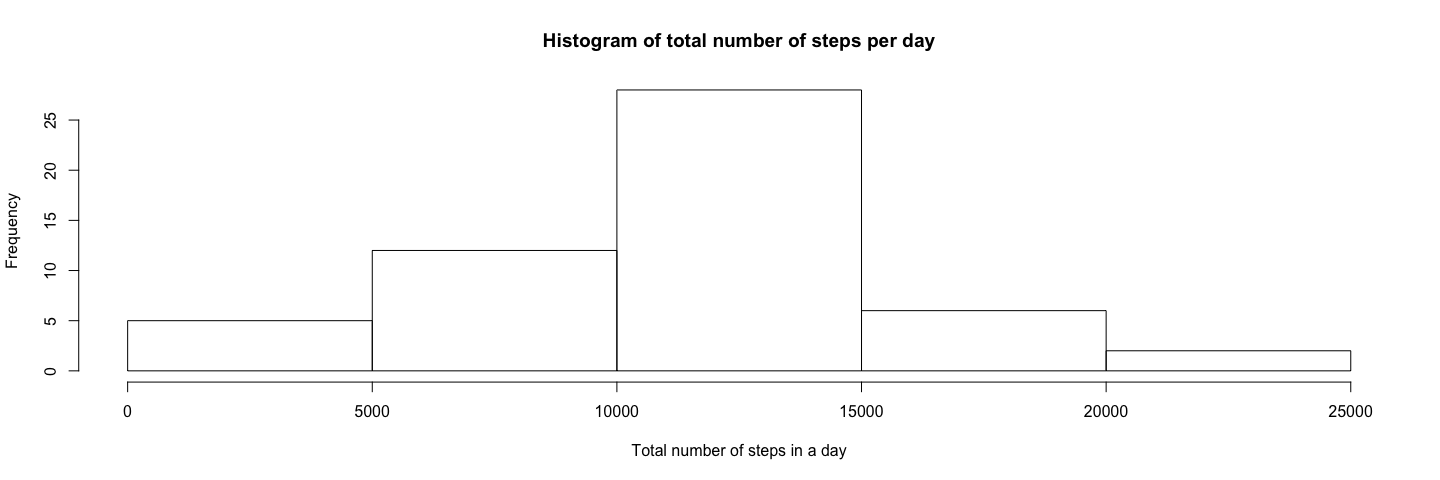 Histogram of total number of steps per day
Frequency
25
20
15
10
5
0
0 5000 10000 15000 20000 25000
Total number of steps in a day